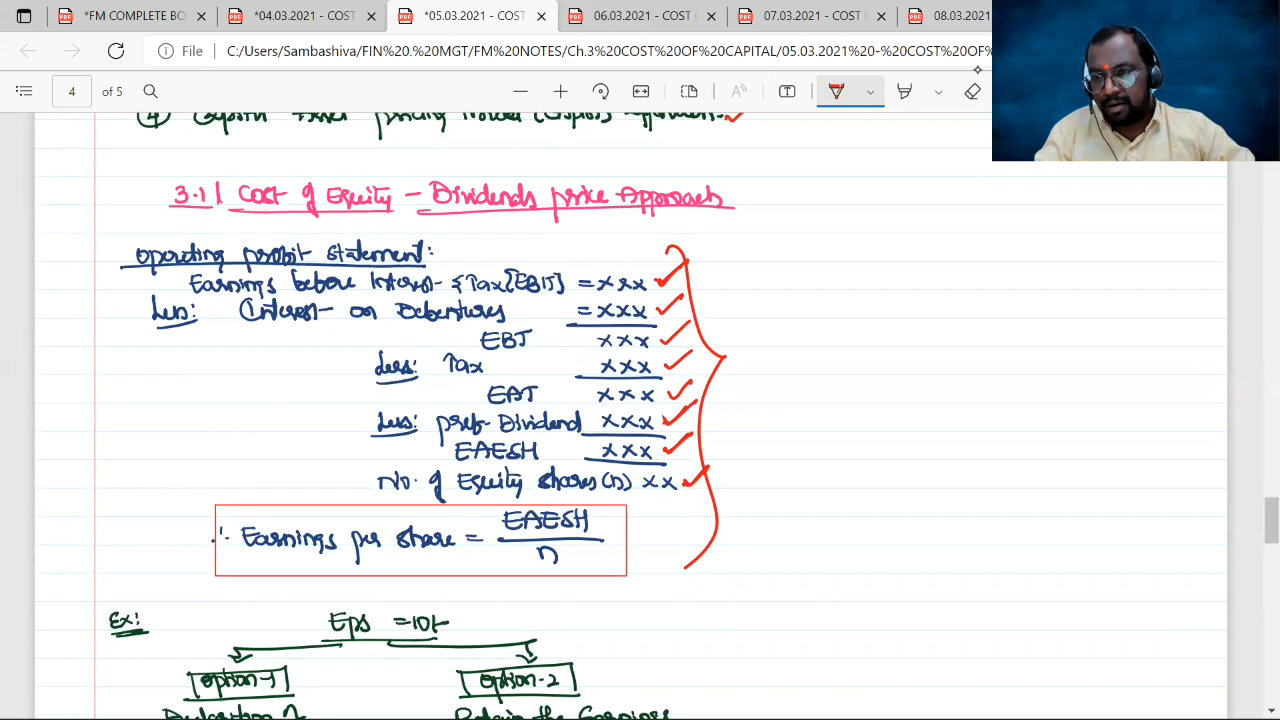 *FM COMPLETE BO
*04.03.2021 - COST
*05.03.2021 - COST
06.03.2021 - COST C
07.03.2021 - COST C
08.03.2021
File C:/Users/Sambashiva/FIN%20.%20MGT/FM%20NOTES/Ch.3%20COST%20OF%20CAPITAL/05.03.2021%20-%20COST%20OF%
4 of 5
3.1| Cost of Equity - Dividends price Approach
Operating profit statement:
Earnings before Interest & Tax [EBIT] = xxx
Less: Interest on Debentures = xxx
EBT xxx
Less: Tax xxx
EAT xxx
Less: pref-Dividend xxx
EAESH xxx
No. of Equity shares (n) xx
∴ Earnings per share = EAESH
n
Ex: Eps = 10/-
option-1 option-2
Retain the Earnings